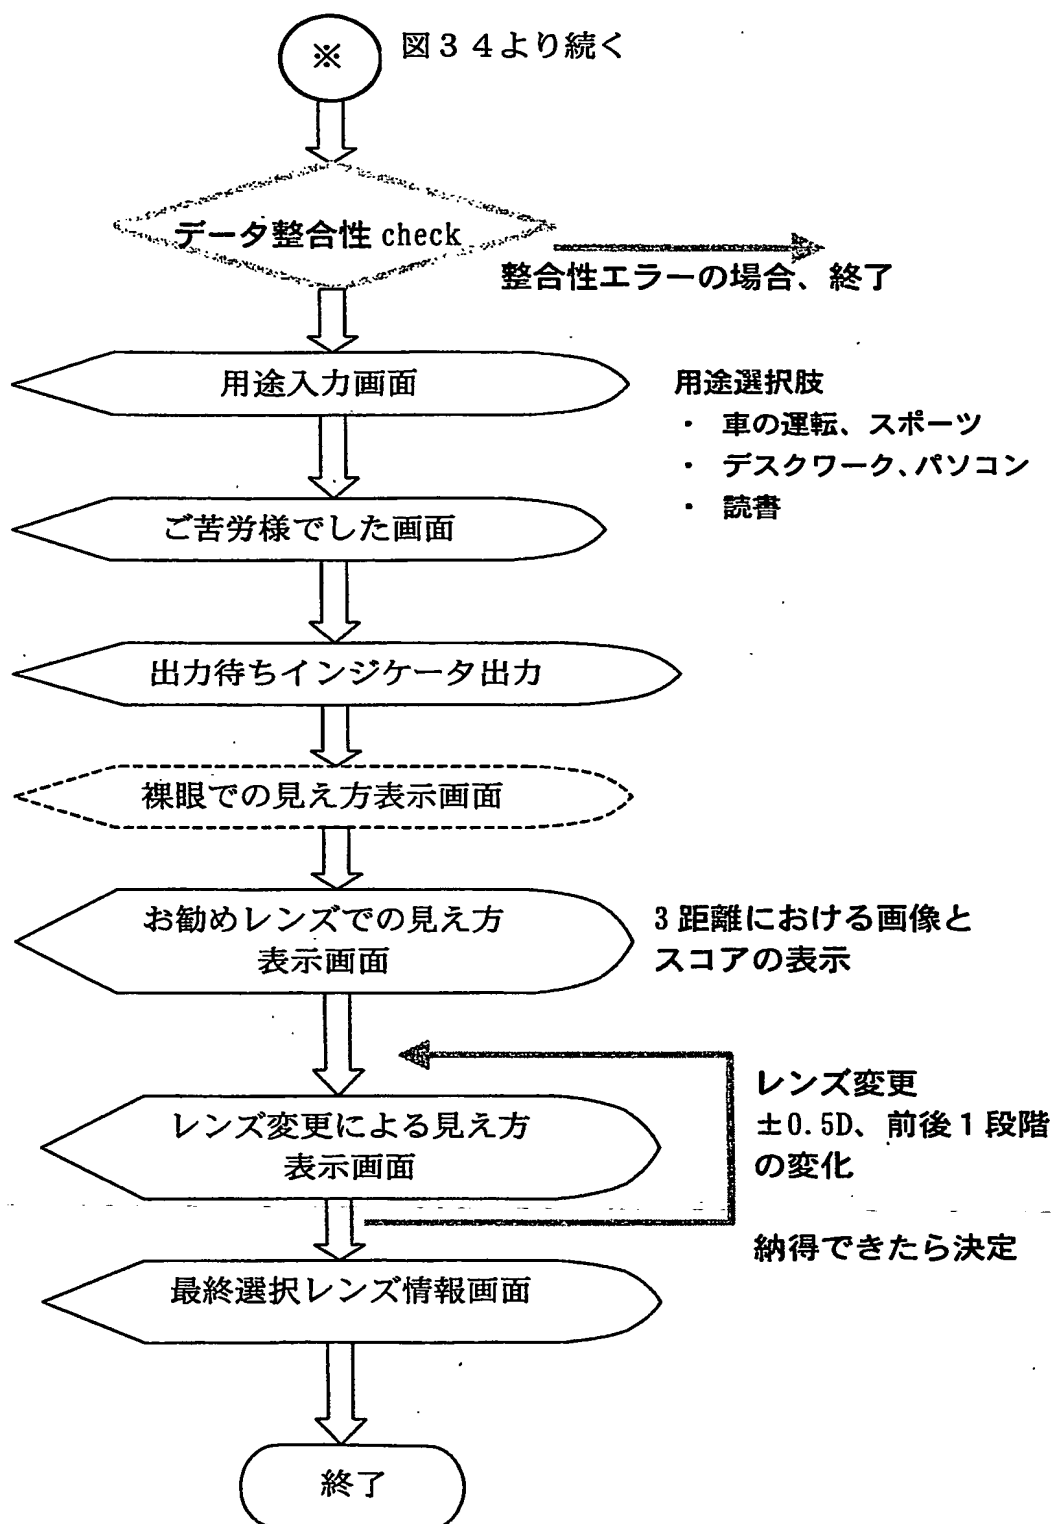 ※
図３４より続く
データ整合性 check
整合性エラーの場合、終了
用途入力画面
用途選択肢
・ 車の運転、スポーツ
・ デスクワーク、パソコン
・ 読書
ご苦労様でした画面
出力待ちインジケータ出力
裸眼での見え方表示画面
お勧めレンズでの見え方
表示画面
3 距離における画像と
スコアの表示
レンズ変更
±0.5D、前後１段階
の変化
レンズ変更による見え方
表示画面
納得できたら決定
最終選択レンズ情報画面
終了